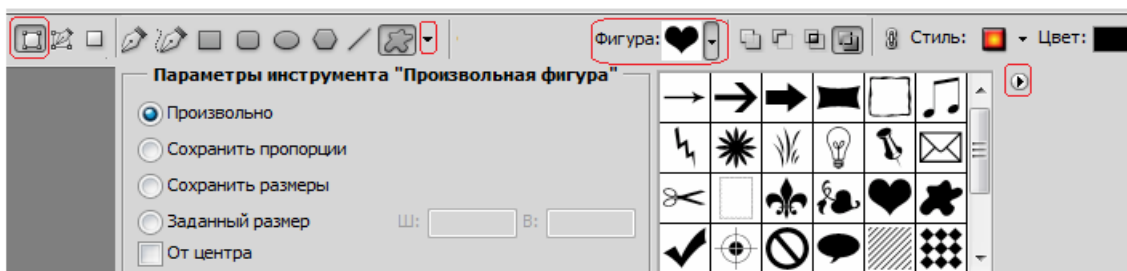 Фигура: Стиль: Цвет:
Параметры инструмента "Произвольная фигура"
Произвольно
Сохранить пропорции
Сохранить размеры
Заданный размер Ш: В:
От центра